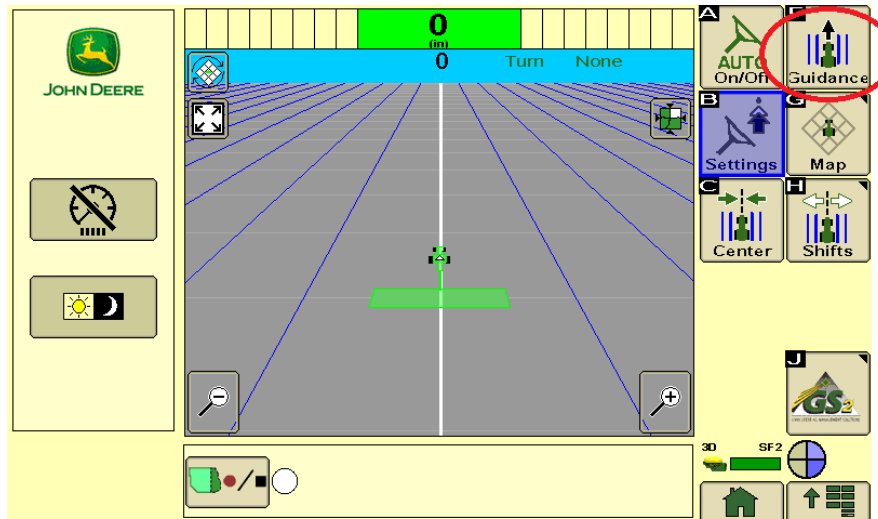 JOHN DEERE
0
(in)
0 Turn None
A
AUTO
On/Off
Guidance
B
Settings
G
Map
C
Center
H
Shifts
J
GS2
3D SF2